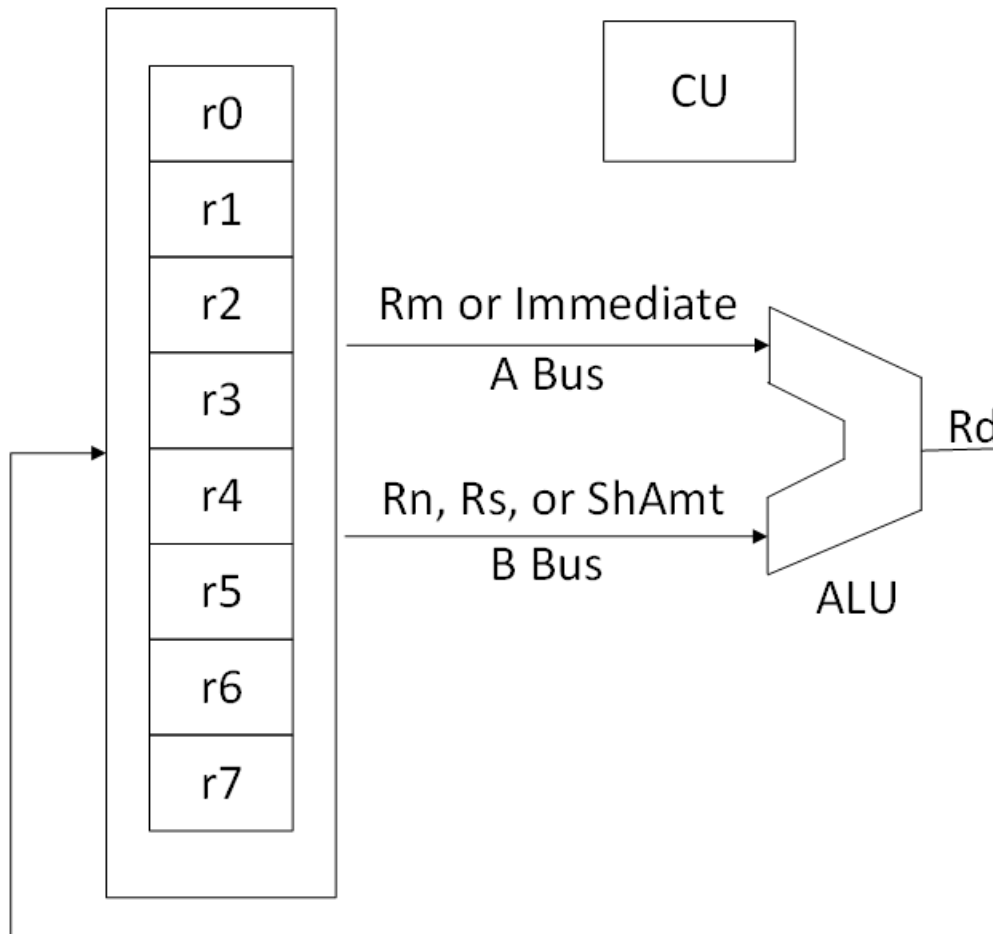 r0
r1
r2
r3
r4
r5
r6
r7
CU
Rm or Immediate
A Bus
Rn, Rs, or ShAmt
B Bus
ALU
Rd